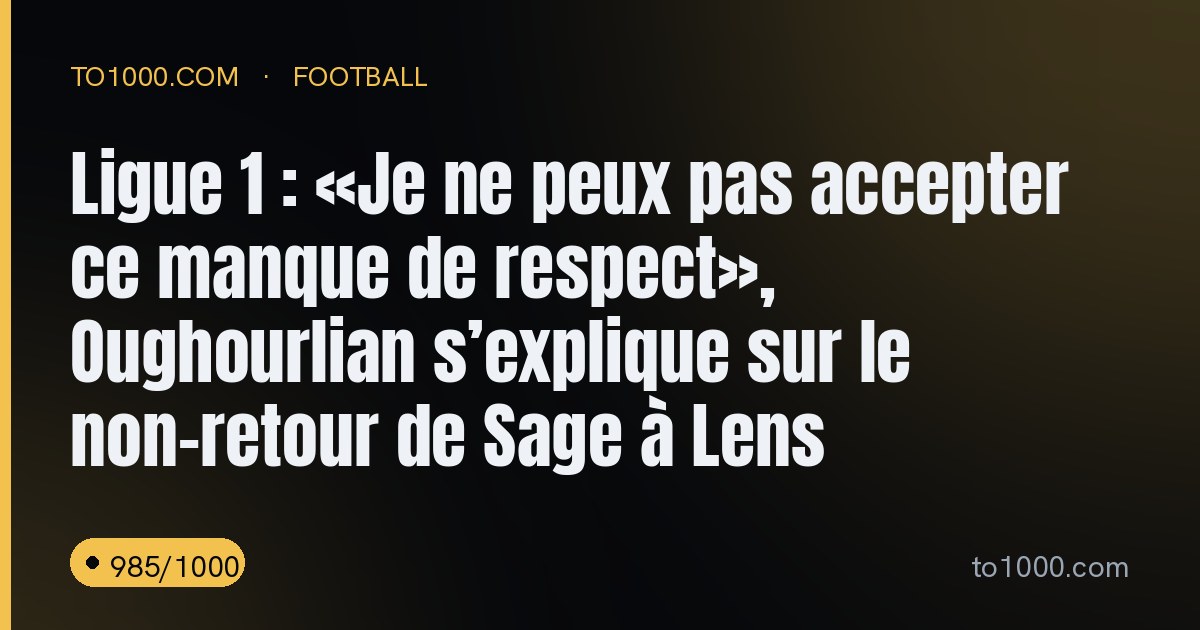 TO1000.COM · FOOTBALL
Ligue 1 : «Je ne peux pas accepter
ce manque de respect»,
Oughourlian s’explique sur le
non-retour de Sage à Lens
985/1000
to1000.com